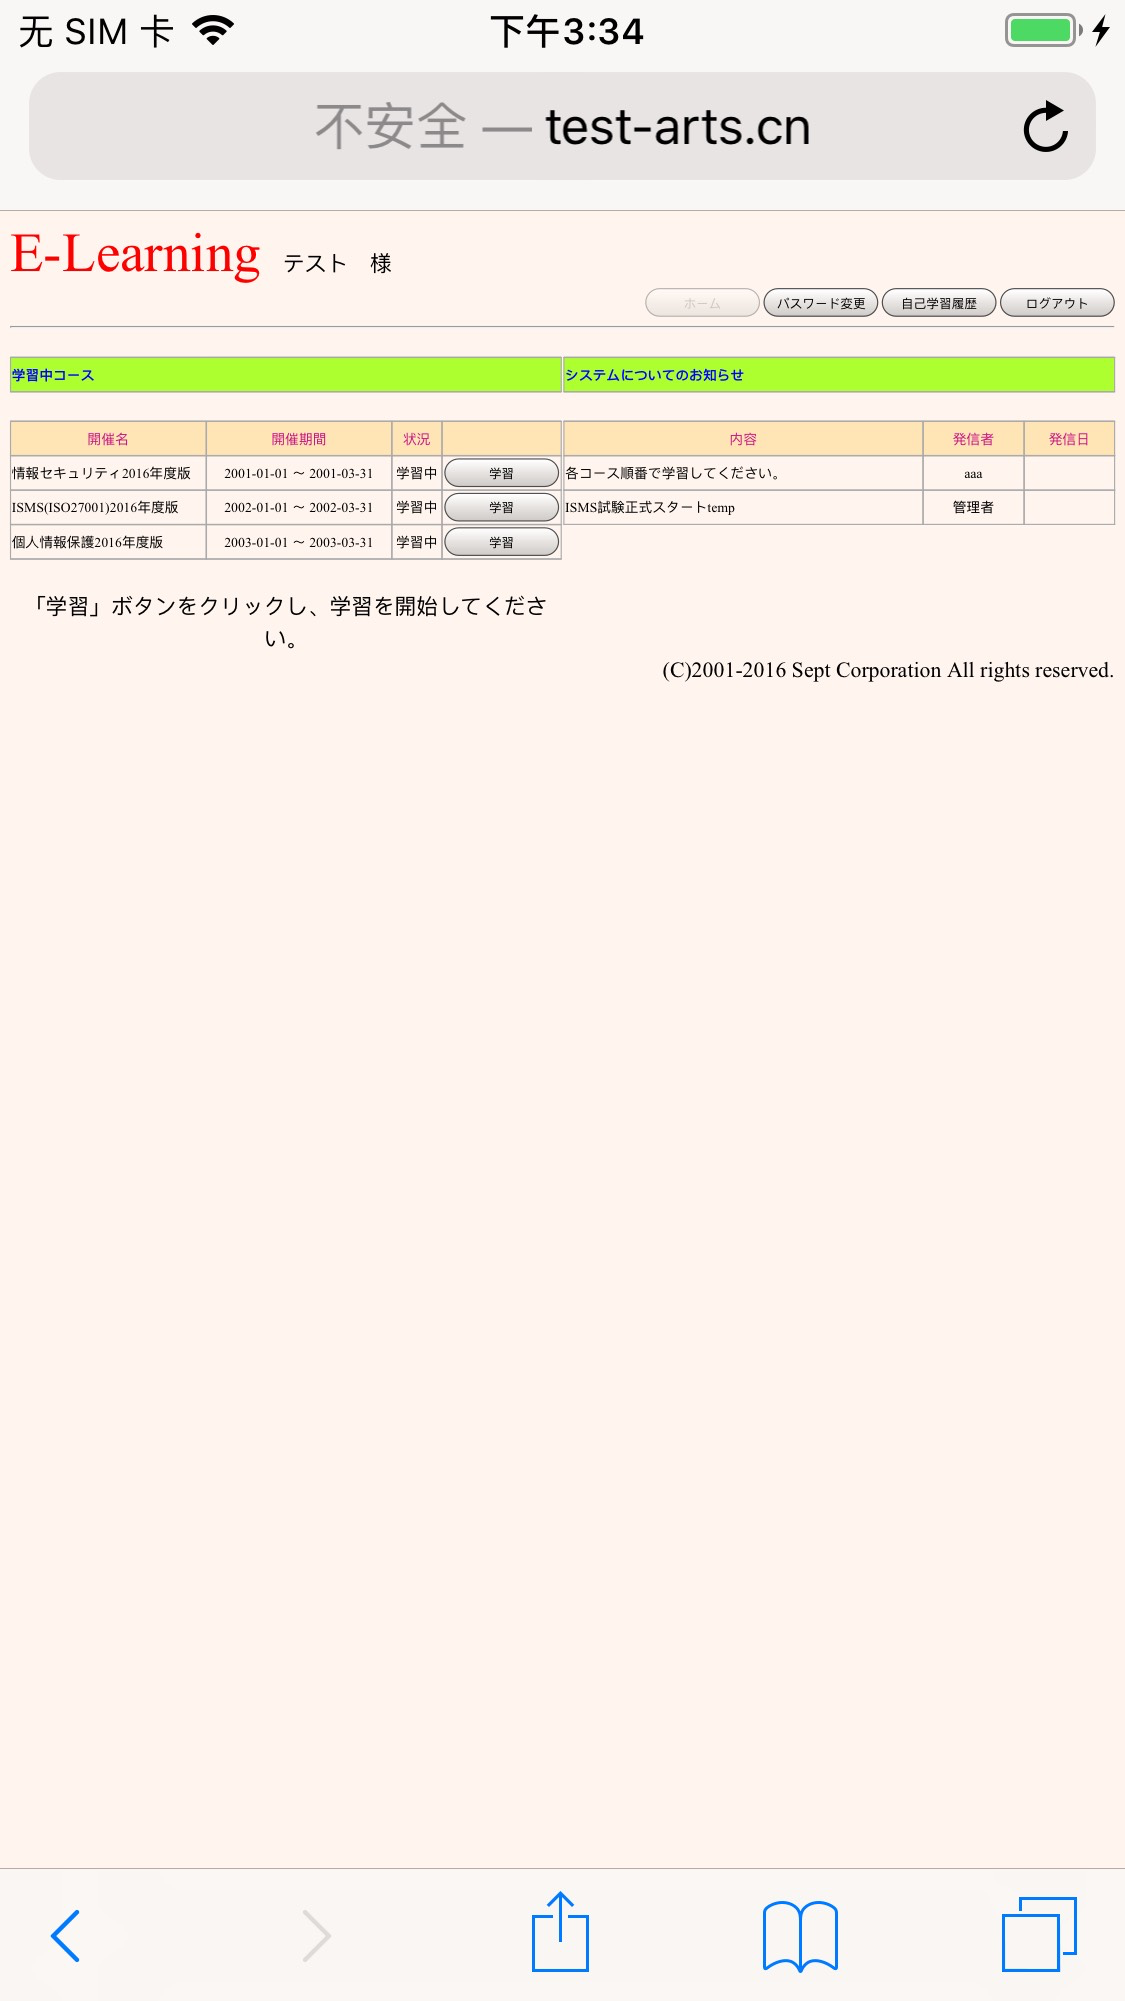 无 SIM 卡 下午3:34
不安全 — test-arts.cn
E-Learning テスト 様
ホーム パスワード変更 自己学習履歴 ログアウト
学習中コース システムについてのお知らせ
開催名 開催期間 状況 内容 発信者 発信日
情報セキュリティ2016年度版 2001-01-01 ～ 2001-03-31 学習中 学習 各コース順番で学習してください。 aaa
ISMS(ISO27001)2016年度版 2002-01-01 ～ 2002-03-31 学習中 学習 ISMS試験正式スタートtemp 管理者
個人情報保護2016年度版 2003-01-01 ～ 2003-03-31 学習中 学習
「学習」ボタンをクリックし、学習を開始してくださ
い。
(C)2001-2016 Sept Corporation All rights reserved.